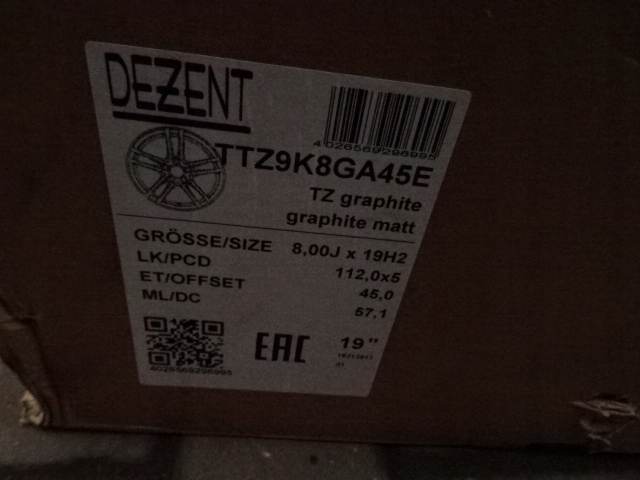 DEZENT
4026569296995
TTZ9K8GA45E
TZ graphite
graphite matt
GRÖSSE/SIZE 8,00J x 19H2
LK/PCD 112,0x5
ET/OFFSET 45,0
ML/DC 57,1
EAC 19"
4026569296995